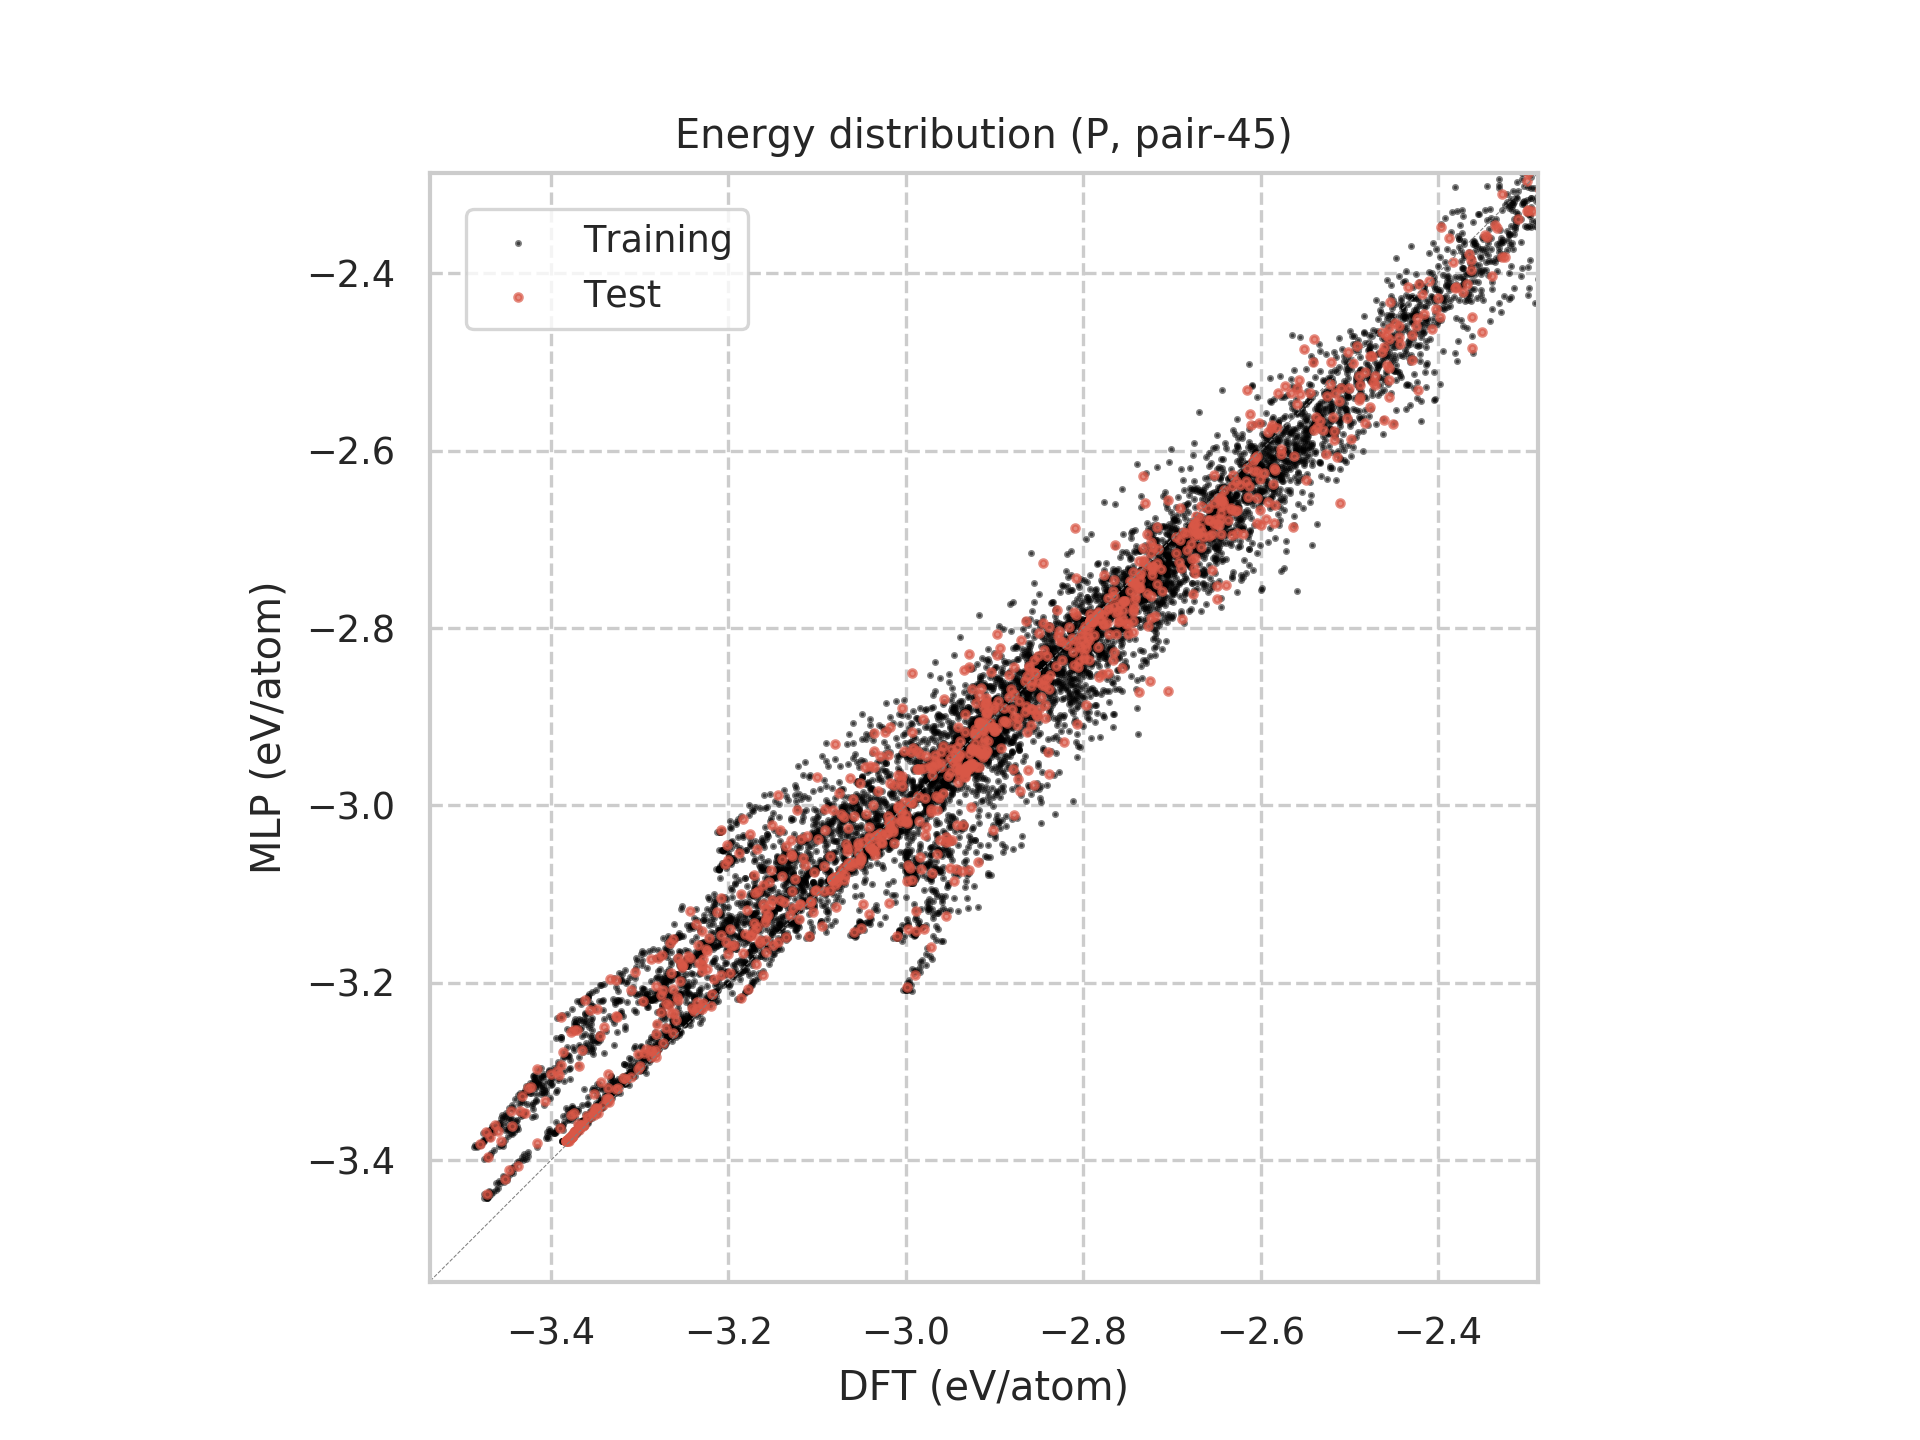 Energy distribution (P, pair-45)
Training
Test
−2.4
−2.6
−2.8
−3.0
−3.2
−3.4
MLP (eV/atom)
−3.4 −3.2 −3.0 −2.8 −2.6 −2.4
DFT (eV/atom)